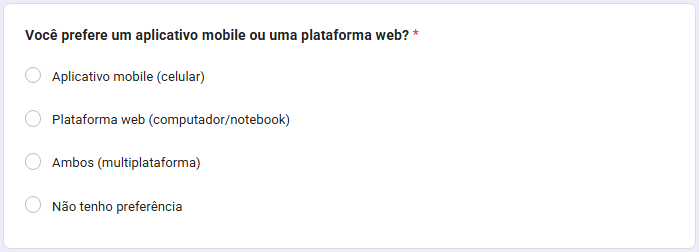 Você prefere um aplicativo mobile ou uma plataforma web? *
Aplicativo mobile (celular)
Plataforma web (computador/notebook)
Ambos (multiplataforma)
Não tenho preferência